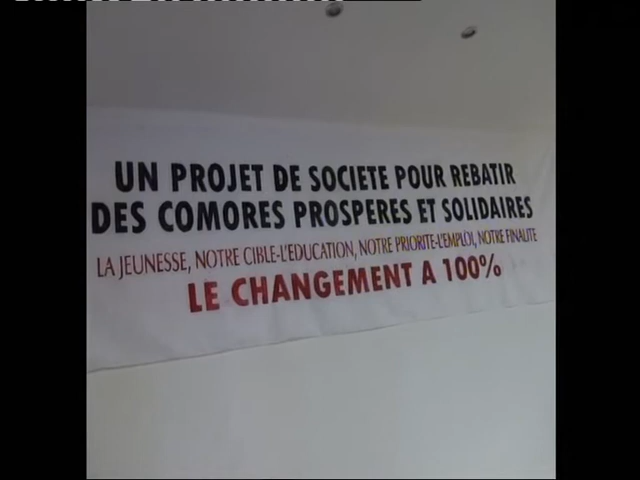 UN PROJET DE SOCIETE POUR REBATIR
DES COMORES PROSPERES ET SOLIDAIRES
LA JEUNESSE, NOTRE CIBLE-L'EDUCATION, NOTRE PRIORITE-L'EMPLOI, NOTRE FINALITE
LE CHANGEMENT A 100%